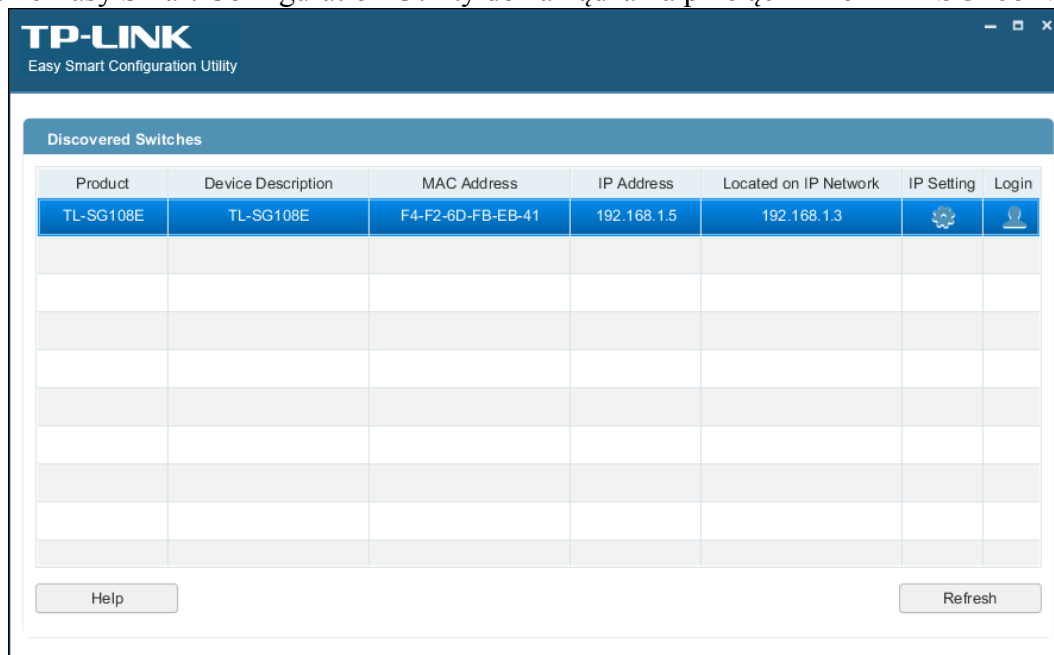 TP-LINK
Easy Smart Configuration Utility
Discovered Switches
Product Device Description MAC Address IP Address Located on IP Network IP Setting Login
TL-SG108E TL-SG108E F4-F2-6D-FB-EB-41 192.168.1.5 192.168.1.3
Help Refresh